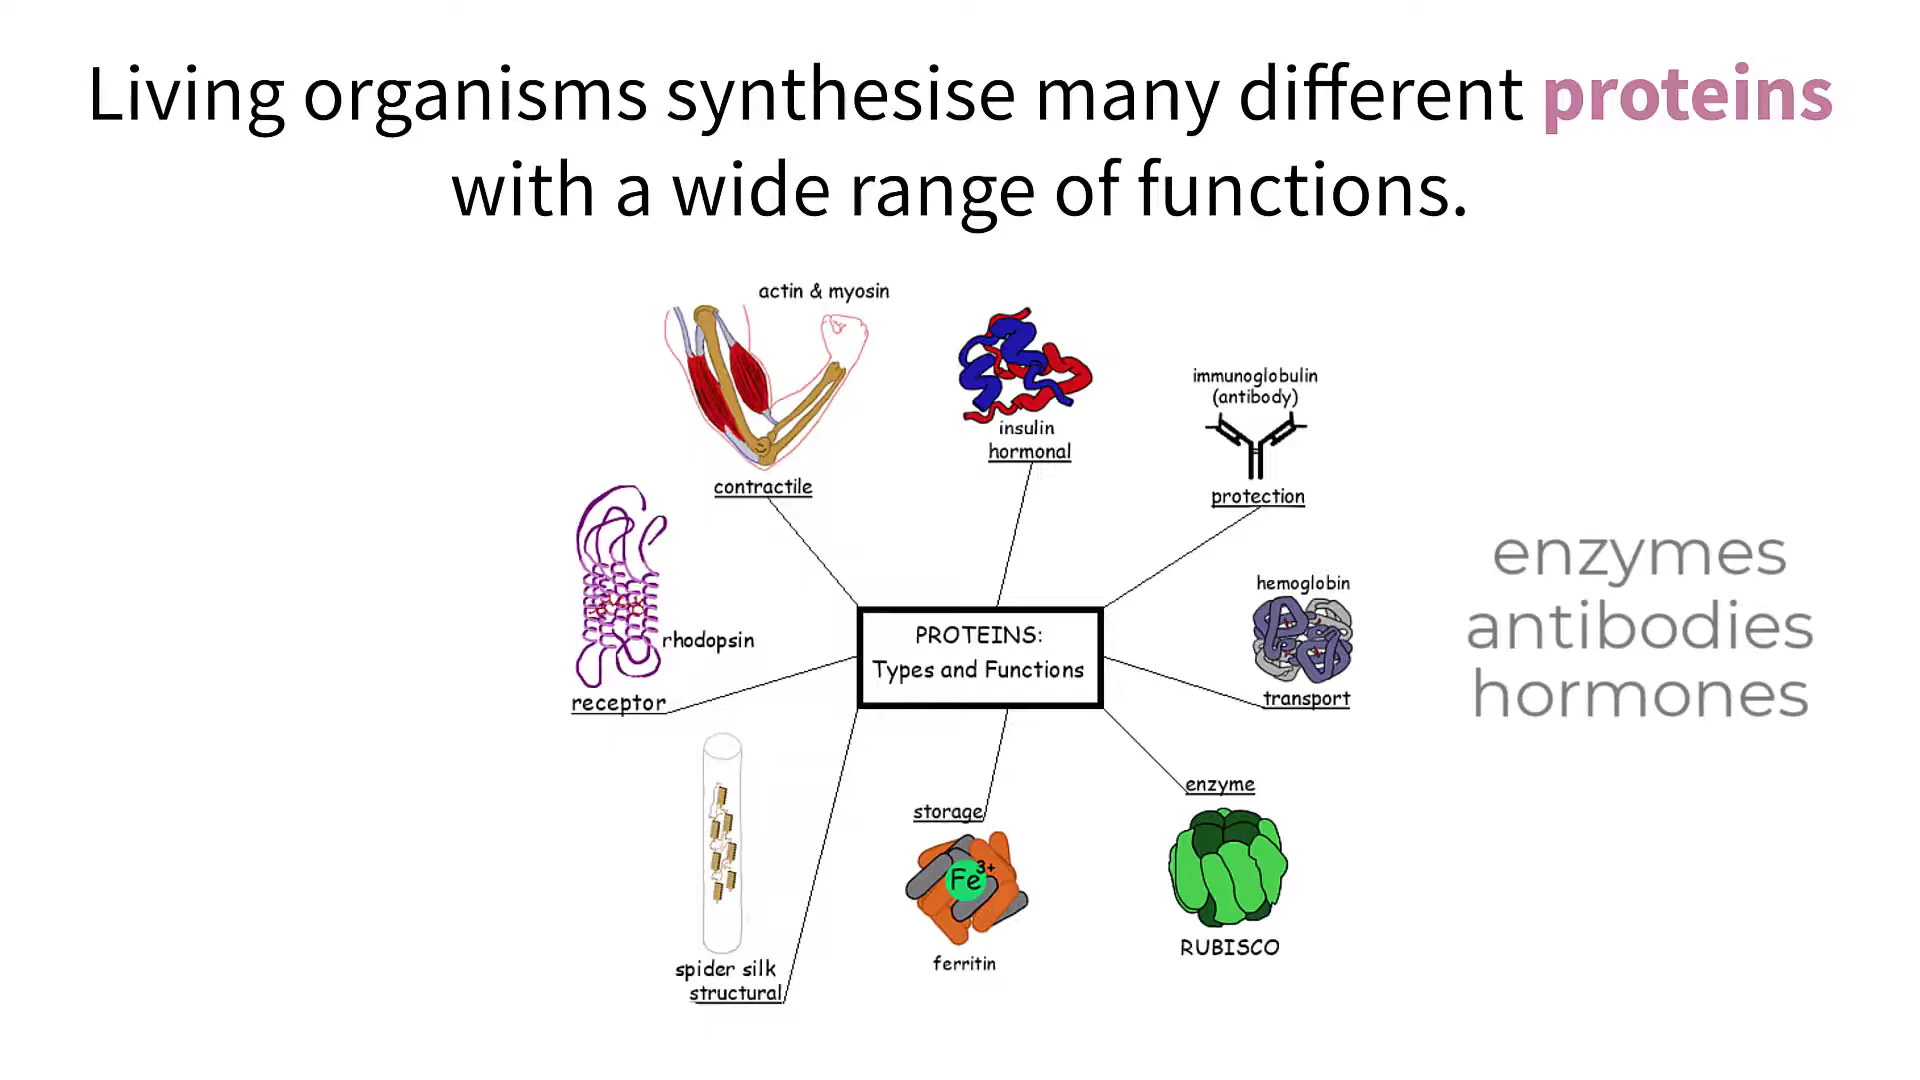 Living organisms synthesise many different proteins
with a wide range of functions.
actin & myosin
contractile
insulin
hormonal
immunoglobulin
(antibody)
protection
rhodopsin
receptor
PROTEINS:
Types and Functions
hemoglobin
transport
enzymes
antibodies
hormones
spider silk
structural
storage
Fe3+
ferritin
enzyme
RUBISCO